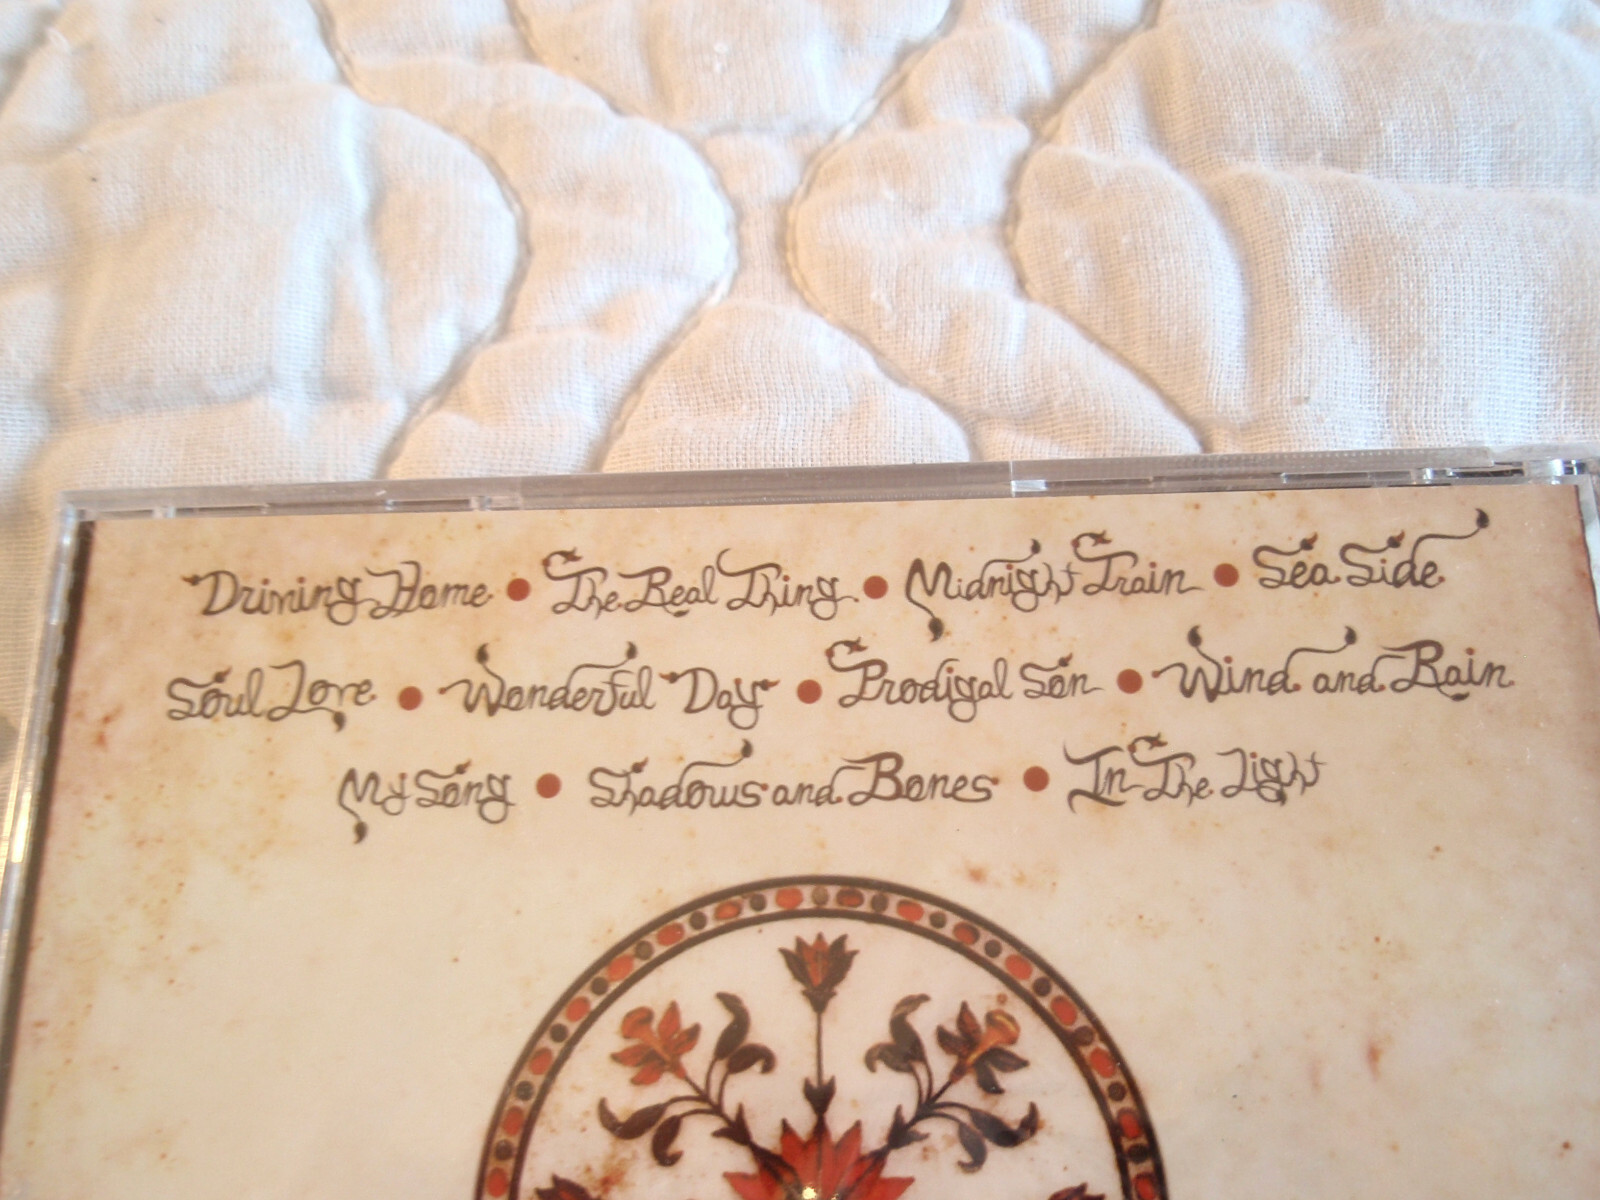 Driving Home • The Real Thing • Midnight Train • Sea Side
Soul Love • Wonderful Day • Prodigal Son • Wind and Rain
My Song • Shadows and Bones • In The Light